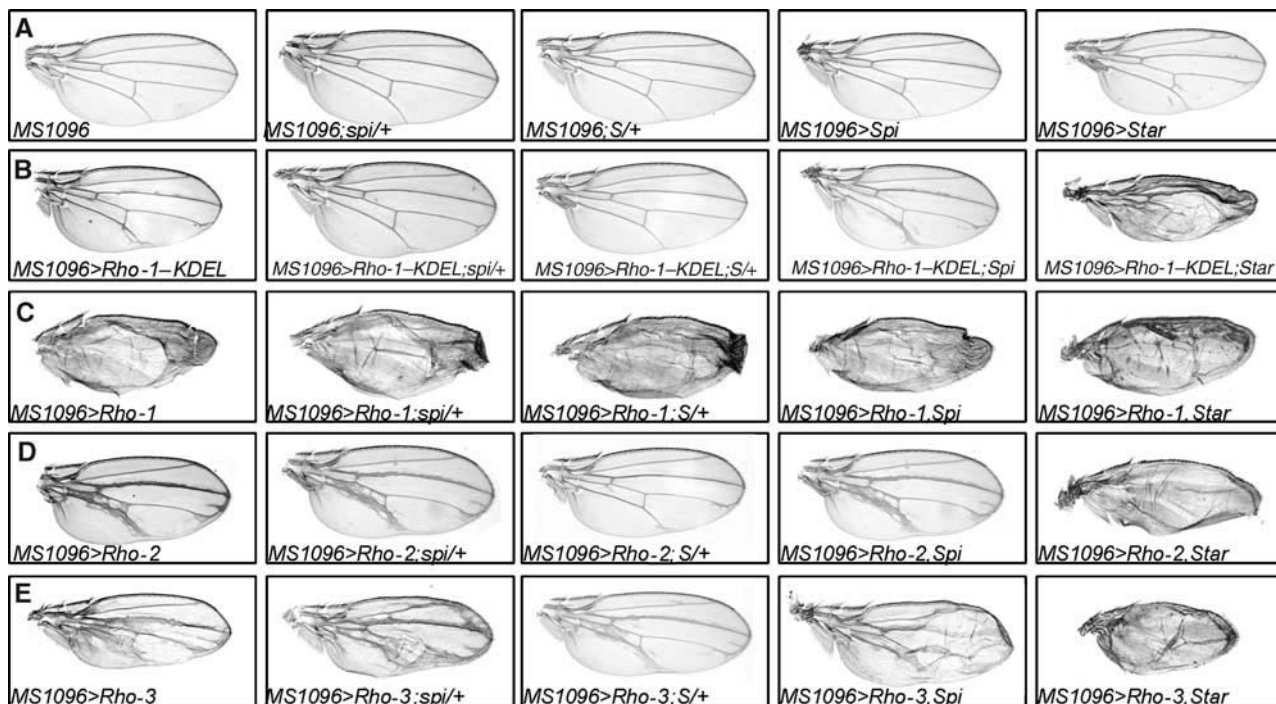 A
MS1096
MS1096;spi/+
MS1096;S/+
MS1096>Spi
MS1096>Star
B
MS1096>Rho-1-KDEL
MS1096>Rho-1–KDEL;spi/+
MS1096>Rho-1–KDEL;S/+
MS1096>Rho-1–KDEL;Spi
MS1096>Rho-1–KDEL;Star
C
MS1096>Rho-1
MS1096>Rho-1;spi/+
MS1096>Rho-1;S/+
MS1096>Rho-1,Spi
MS1096>Rho-1,Star
D
MS1096>Rho-2
MS1096>Rho-2;spi/+
MS1096>Rho-2;S/+
MS1096>Rho-2,Spi
MS1096>Rho-2,Star
E
MS1096>Rho-3
MS1096>Rho-3;spi/+
MS1096>Rho-3;S/+
MS1096>Rho-3,Spi
MS1096>Rho-3,Star